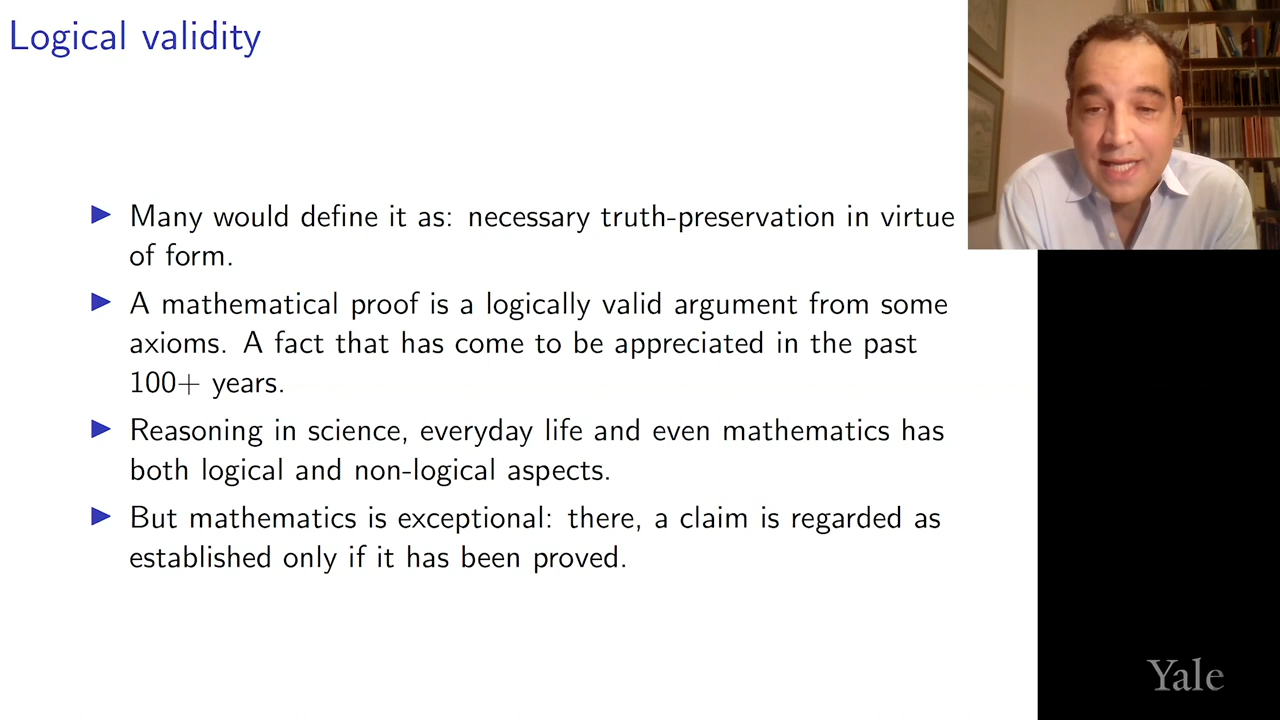 Logical validity
▶ Many would define it as: necessary truth-preservation in virtue
of form.
▶ A mathematical proof is a logically valid argument from some
axioms. A fact that has come to be appreciated in the past
100+ years.
▶ Reasoning in science, everyday life and even mathematics has
both logical and non-logical aspects.
▶ But mathematics is exceptional: there, a claim is regarded as
established only if it has been proved.
Yale